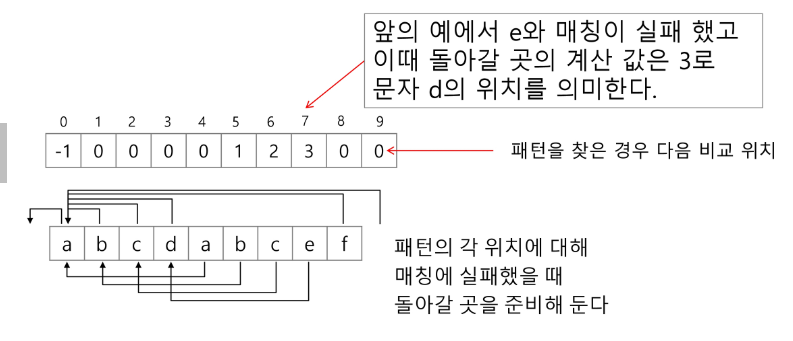 앞의 예에서 e와 매칭이 실패 했고
이때 돌아갈 곳의 계산 값은 3로
문자 d의 위치를 의미한다.
0 1 2 3 4 5 6 7 8 9
-1 0 0 0 0 1 2 3 0 0
패턴을 찾은 경우 다음 비교 위치
a b c d a b c e f
패턴의 각 위치에 대해
매칭에 실패했을 때
돌아갈 곳을 준비해 둔다